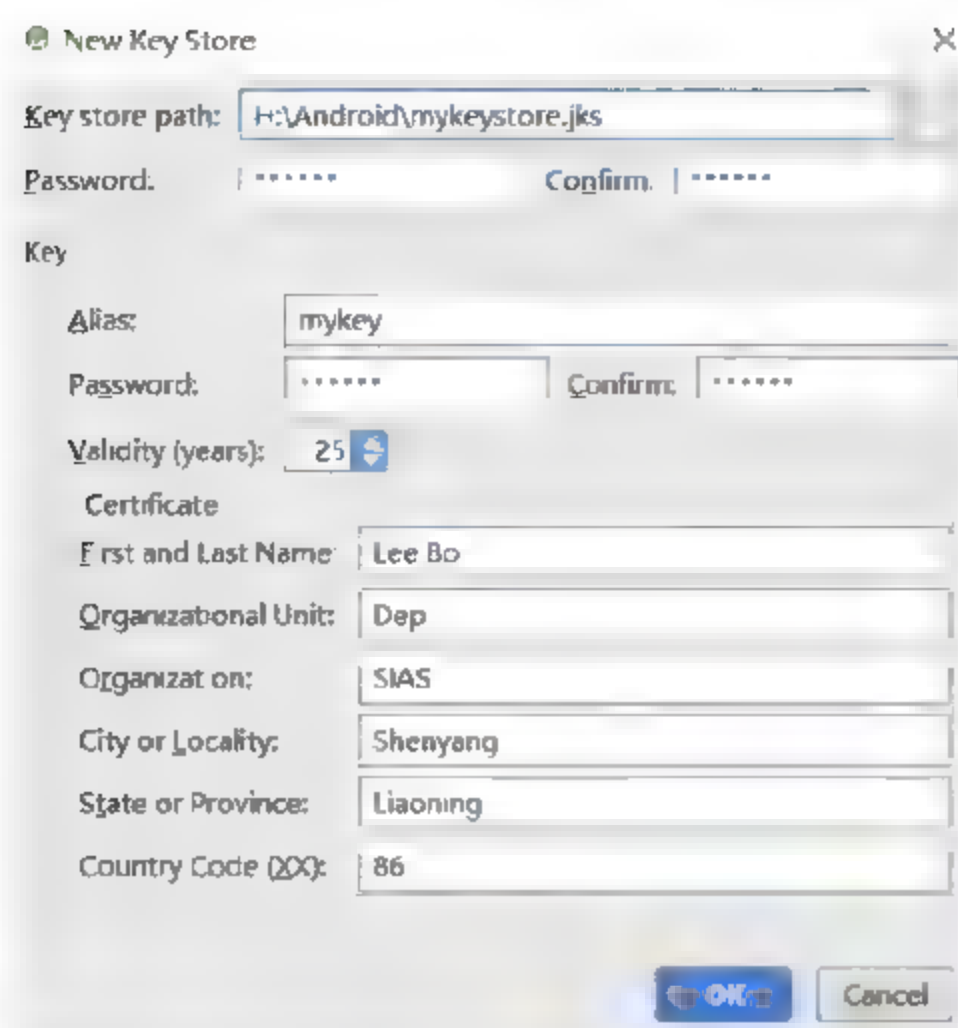 New Key Store
Key store path: H:\Android\mykeystore.jks
Password: •••••• Confirm: ••••••
Key
Alias: mykey
Password: •••••• Confirm: ••••••
Validity (years): 25
Certificate
First and Last Name: Lee Bo
Organizational Unit: Dep
Organization: SIAS
City or Locality: Shenyang
State or Province: Liaoning
Country Code (XX): 86
OK Cancel